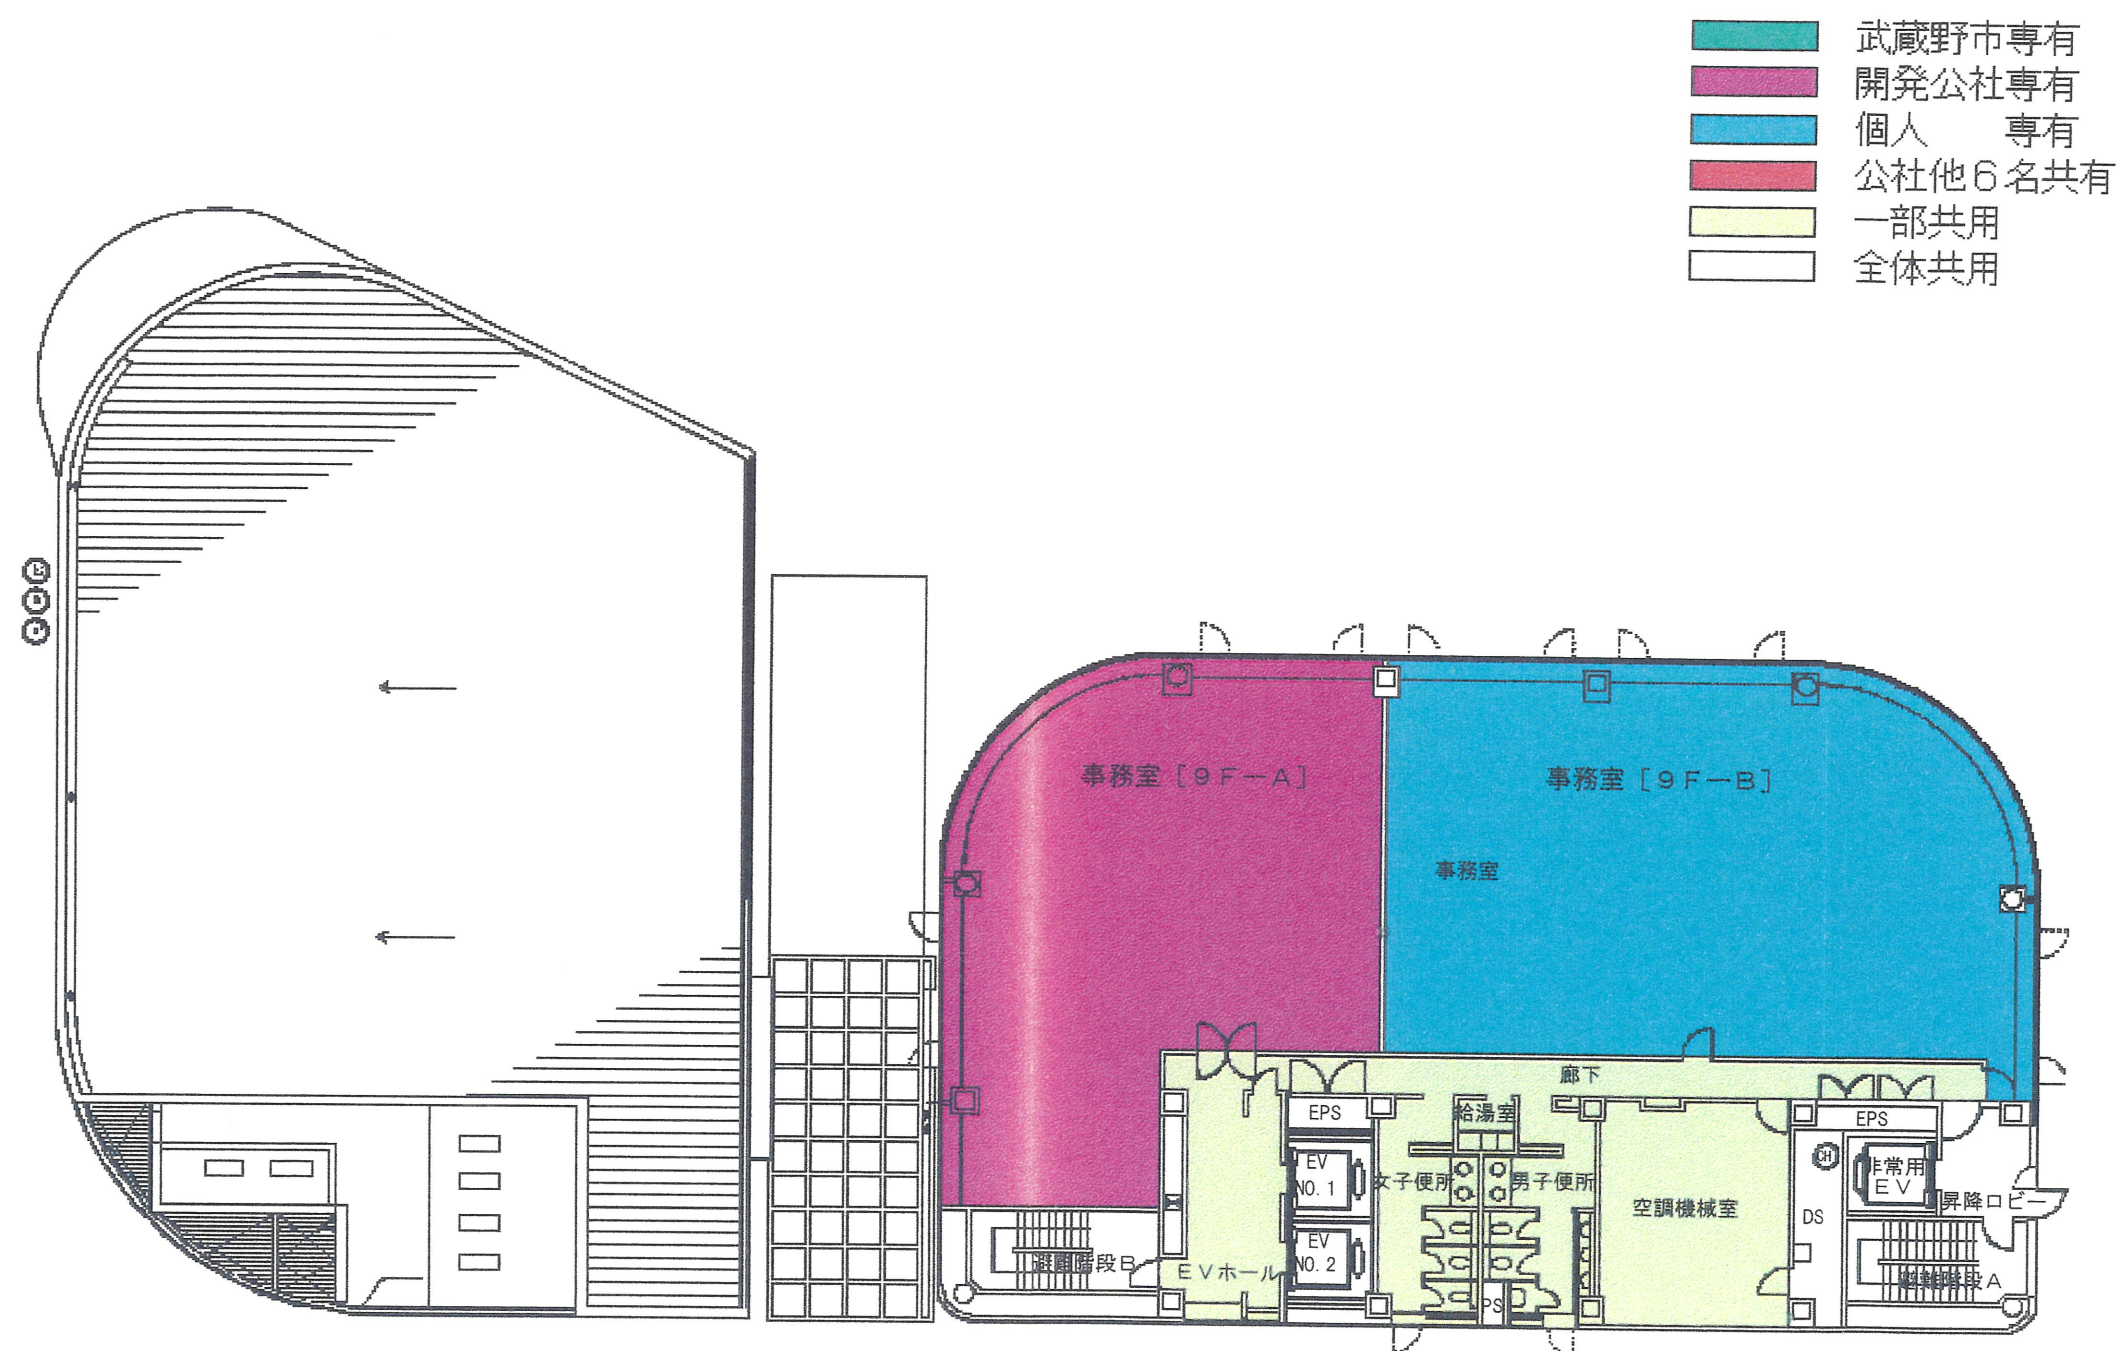 武蔵野市専有
開発公社専有
個人　　専有
公社他6名共有
一部共用
全体共用
事務室［9F－A］
事務室［9F－B］
事務室
廊下
EPS
給湯室
EPS
EV
NO.1
女子便所
男子便所
空調機械室
CH
非常用
EV
昇降ロビー
DS
EV
NO.2
避難階段B
EVホール
PS
避難階段A